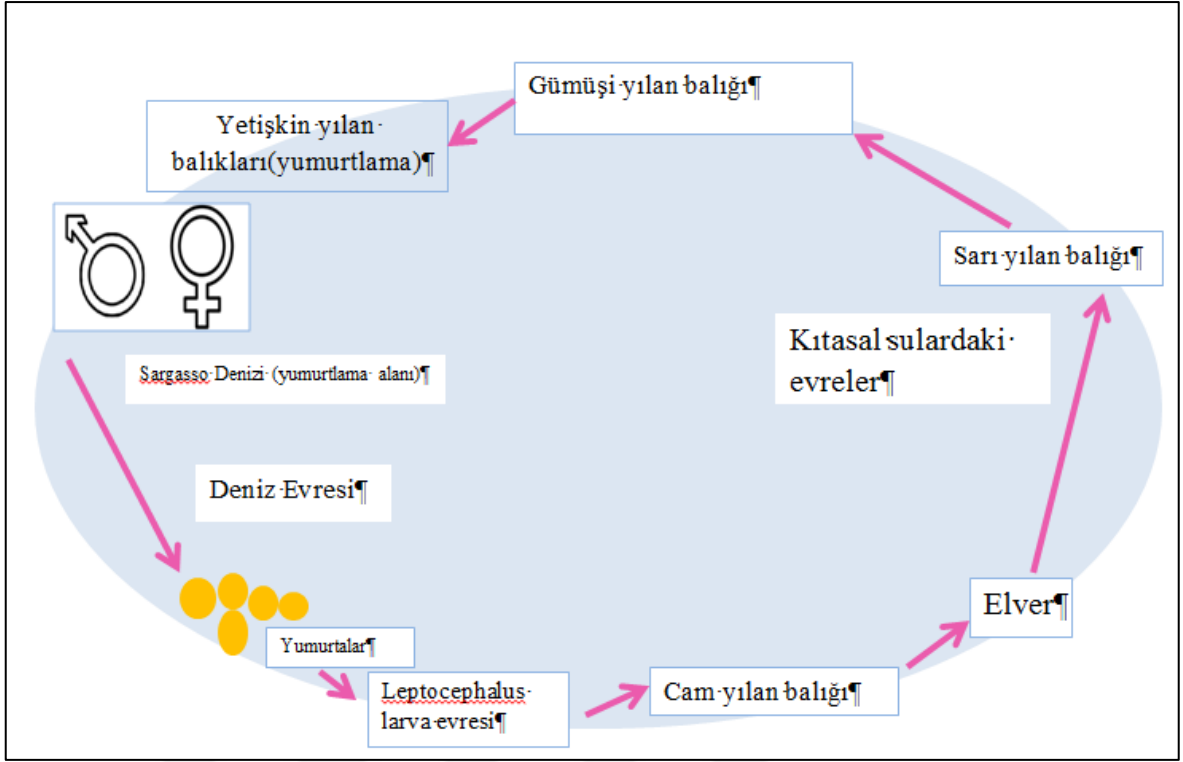 Gümüşi·yılan·balığı¶
Yetişkin·yılan·
balıkları(yumurtlama)¶
Sarı·yılan·balığı¶
Kıtasal·sulardaki·
evreler¶
Sargasso·Denizi·(yumurtlama·alanı)¶
Deniz·Evresi¶
Elver¶
Yumurtalar¶
Leptocephalus·
larva·evresi¶
Cam·yılan·balığı¶